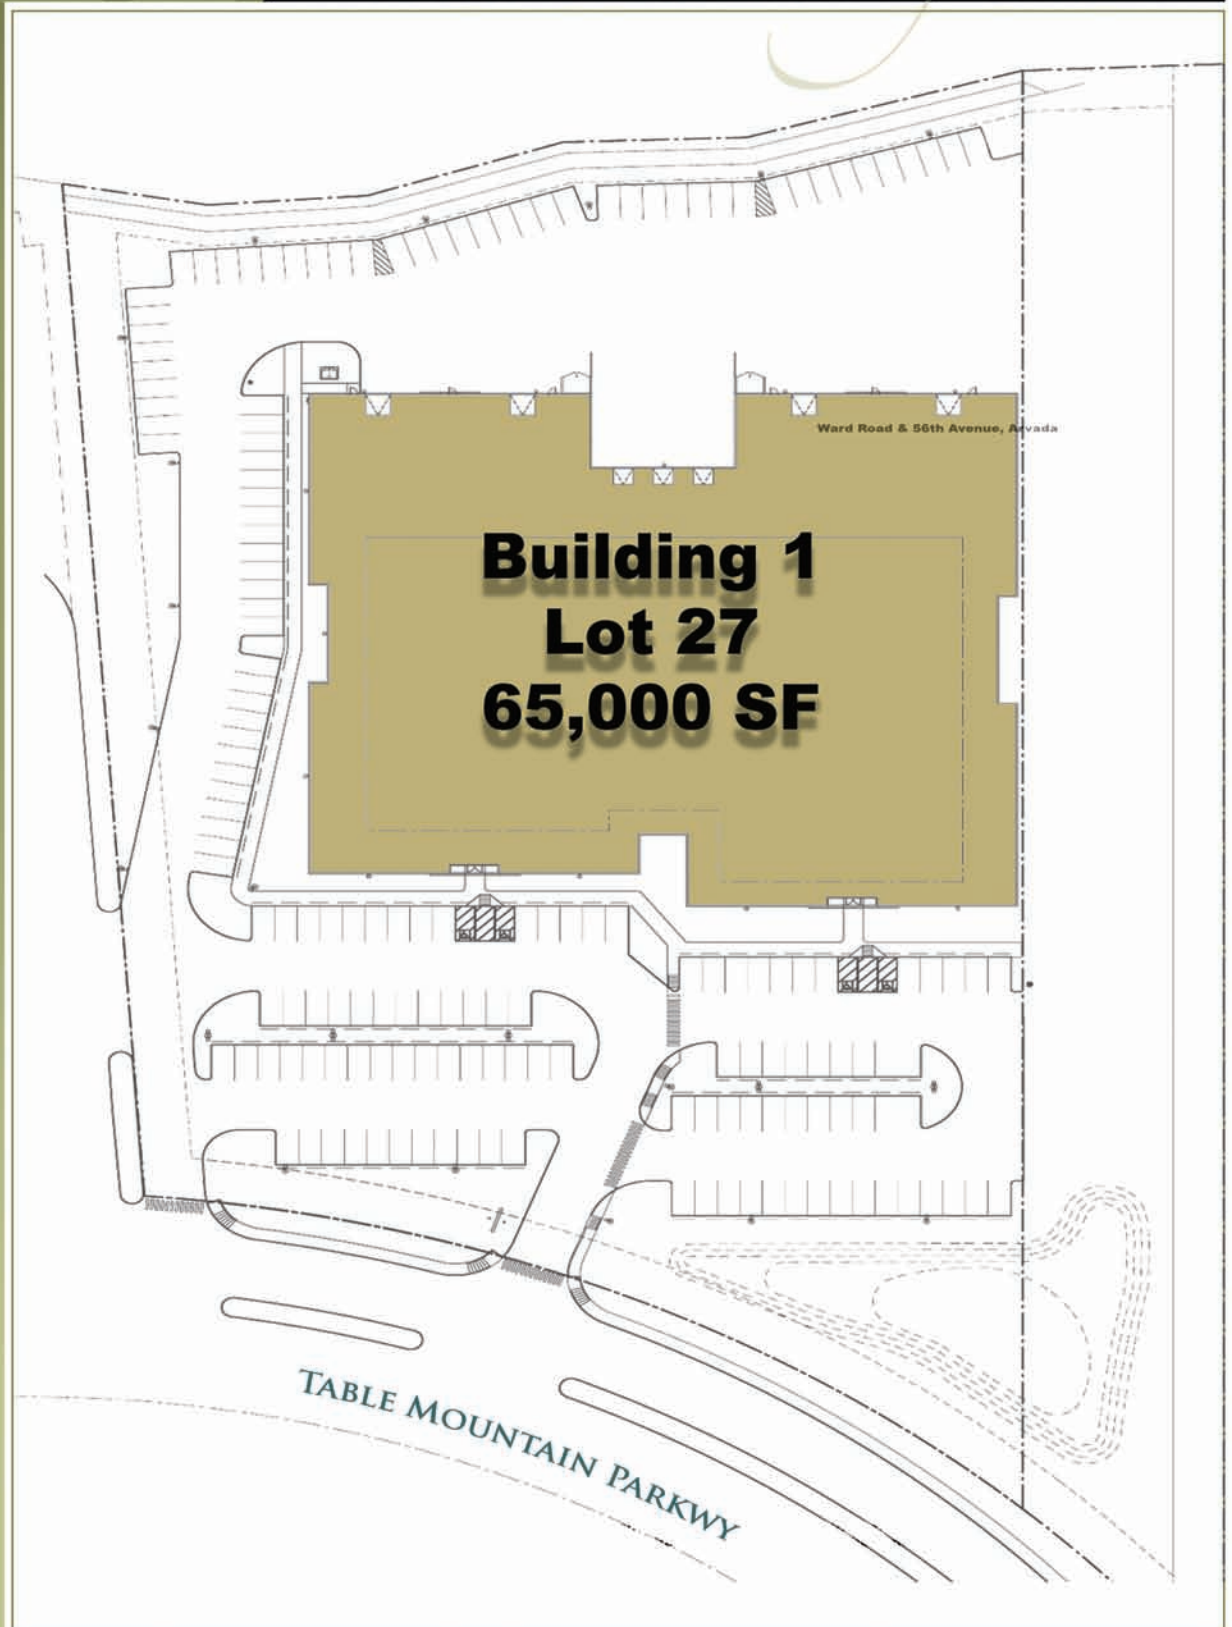 Ward Road & 56th Avenue, Arvada
Building 1
Lot 27
65,000 SF
TABLE MOUNTAIN PARKWY